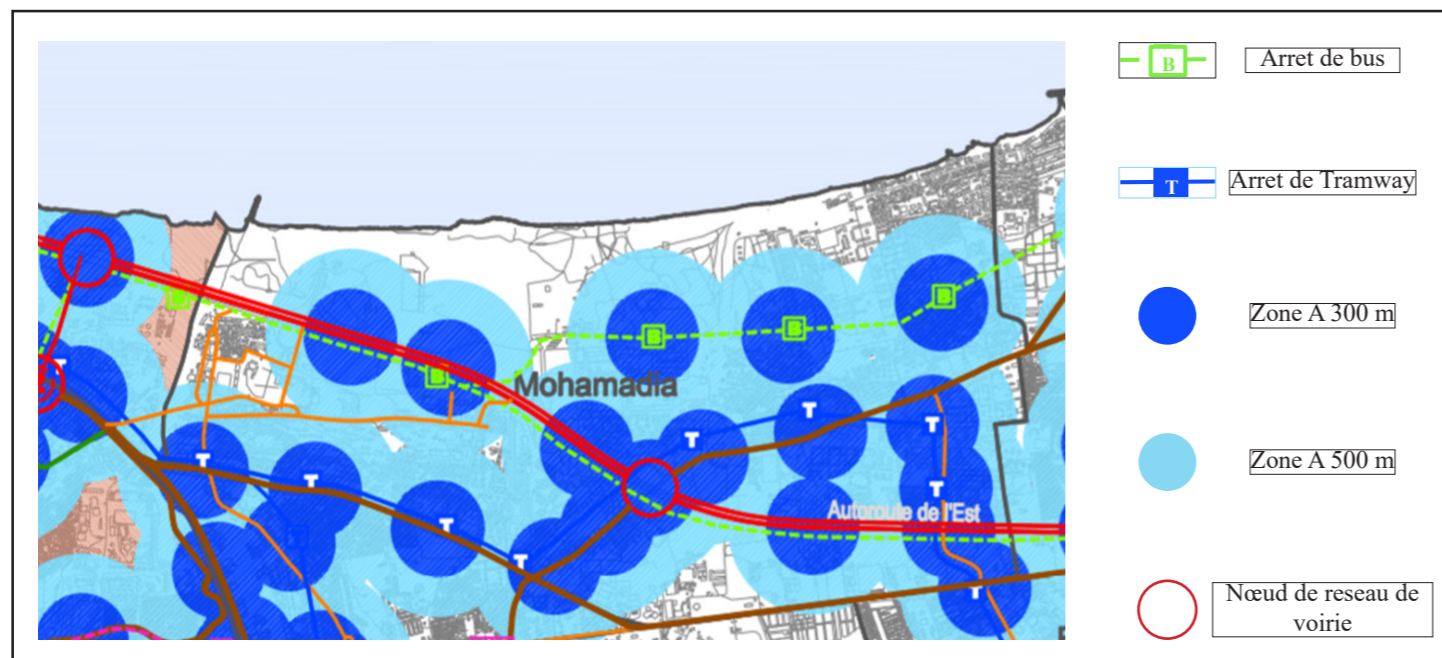 B
Arret de bus
T
Arret de Tramway
Zone A 300 m
Zone A 500 m
Nœud de reseau de
voirie
B
B
B
B
B
Mohamadia
T
T
T
T
T
T
T
T
T
T
Autoroute de l'Est